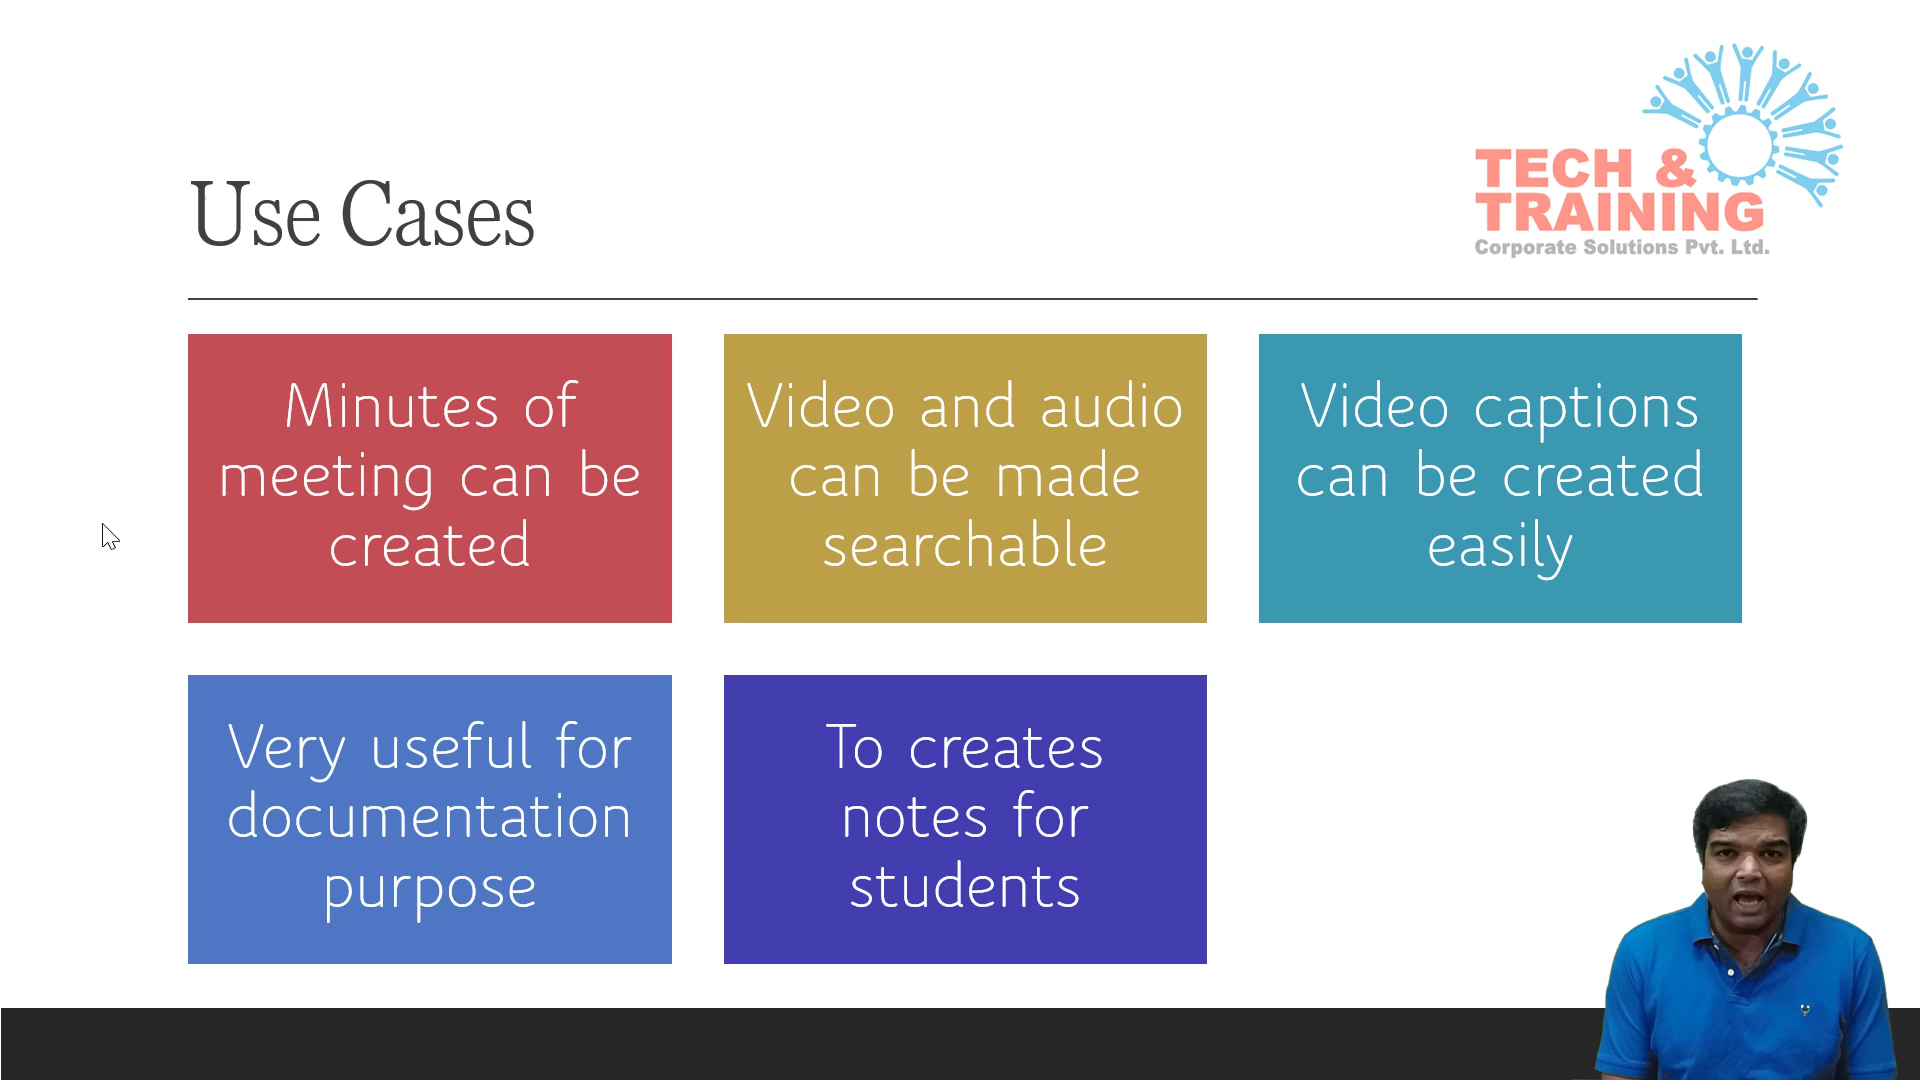 TECH &
TRAINING
Corporate Solutions Pvt. Ltd.
Use Cases
Minutes of
meeting can be
created
Video and audio
can be made
searchable
Video captions
can be created
easily
Very useful for
documentation
purpose
To creates
notes for
students